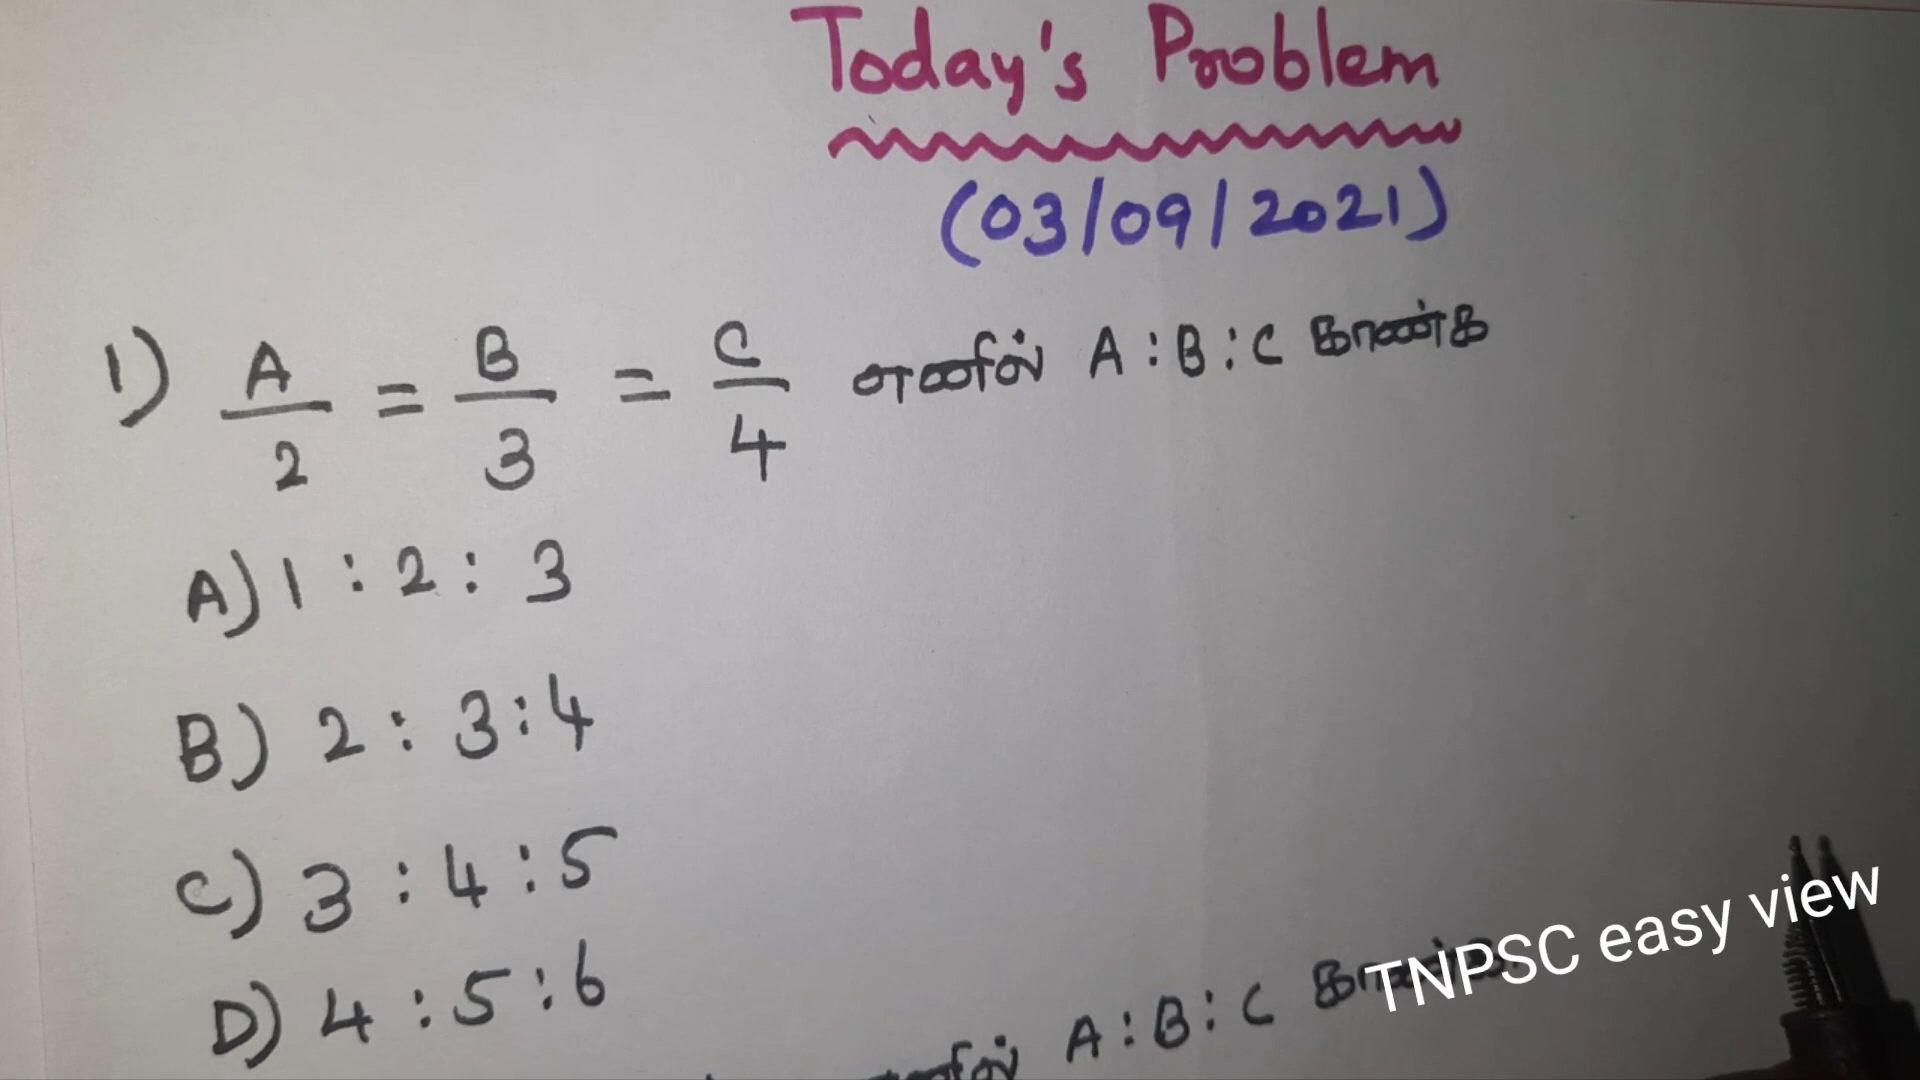 Today's Problem
(03/09/2021)
1) A/2 = B/3 = C/4 எனில் A : B : C காண்க
A) 1 : 2 : 3
B) 2 : 3 : 4
C) 3 : 4 : 5
D) 4 : 5 : 6
எனில் A : B : C
TNPSC easy view